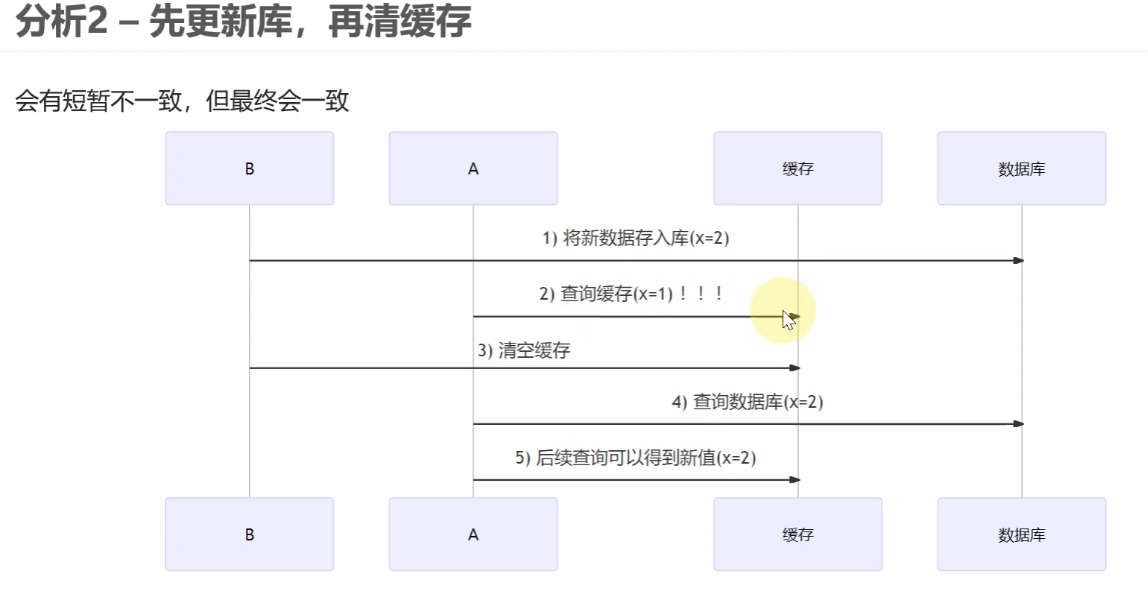 分析2 – 先更新库，再清缓存
会有短暂不一致，但最终会一致
B
A
缓存
数据库
1) 将新数据存入库(x=2)
2) 查询缓存(x=1)！！！
3) 清空缓存
4) 查询数据库(x=2)
5) 后续查询可以得到新值(x=2)
B
A
缓存
数据库